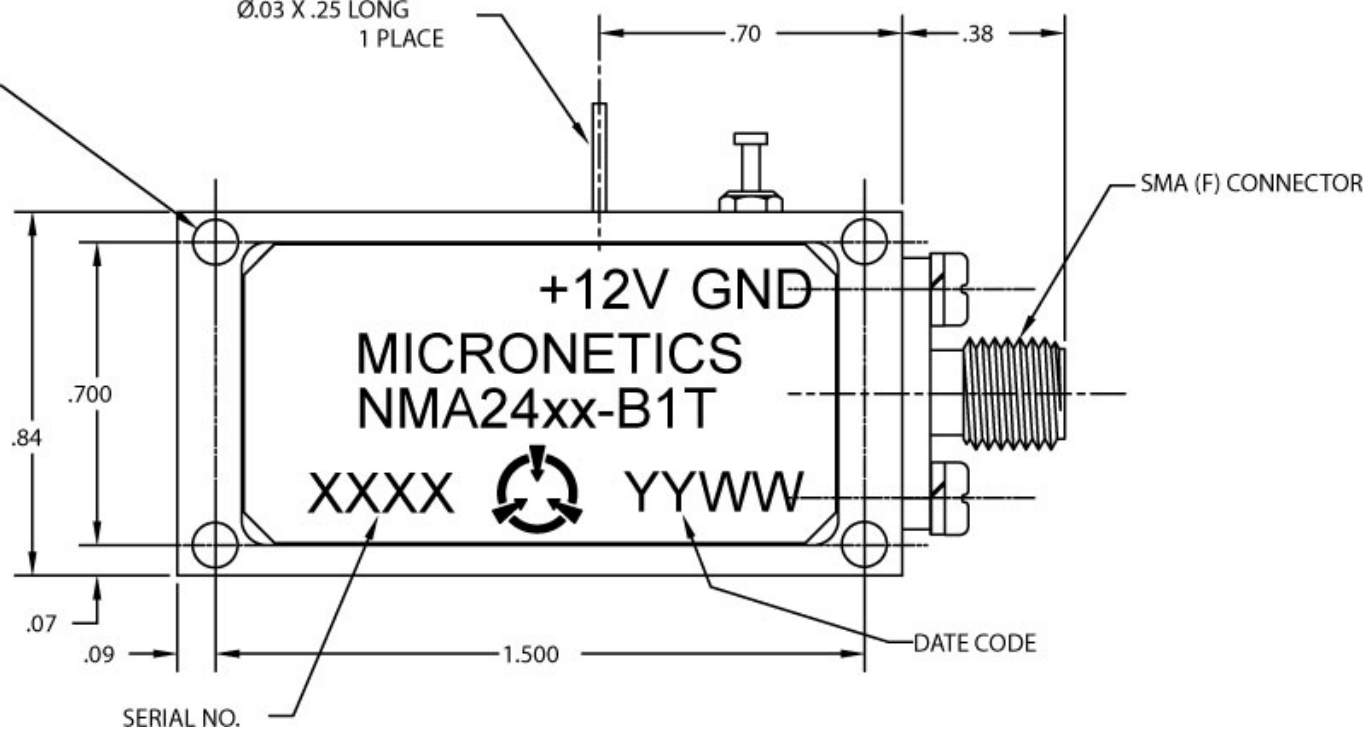 Ø.03 X .25 LONG
1 PLACE
.70
.38
SMA (F) CONNECTOR
+12V GND
MICRONETICS
NMA24xx-B1T
.700
.84
XXXX
YYWW
.07
.09
1.500
DATE CODE
SERIAL NO.